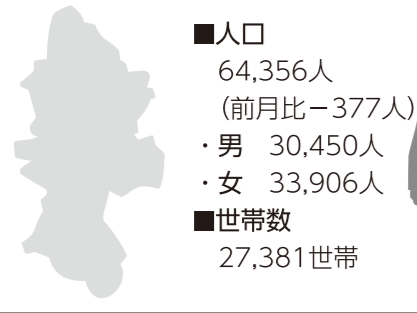 ■人口
64,356人
（前月比－377人）
・男　30,450人
・女　33,906人
■世帯数
27,381世帯